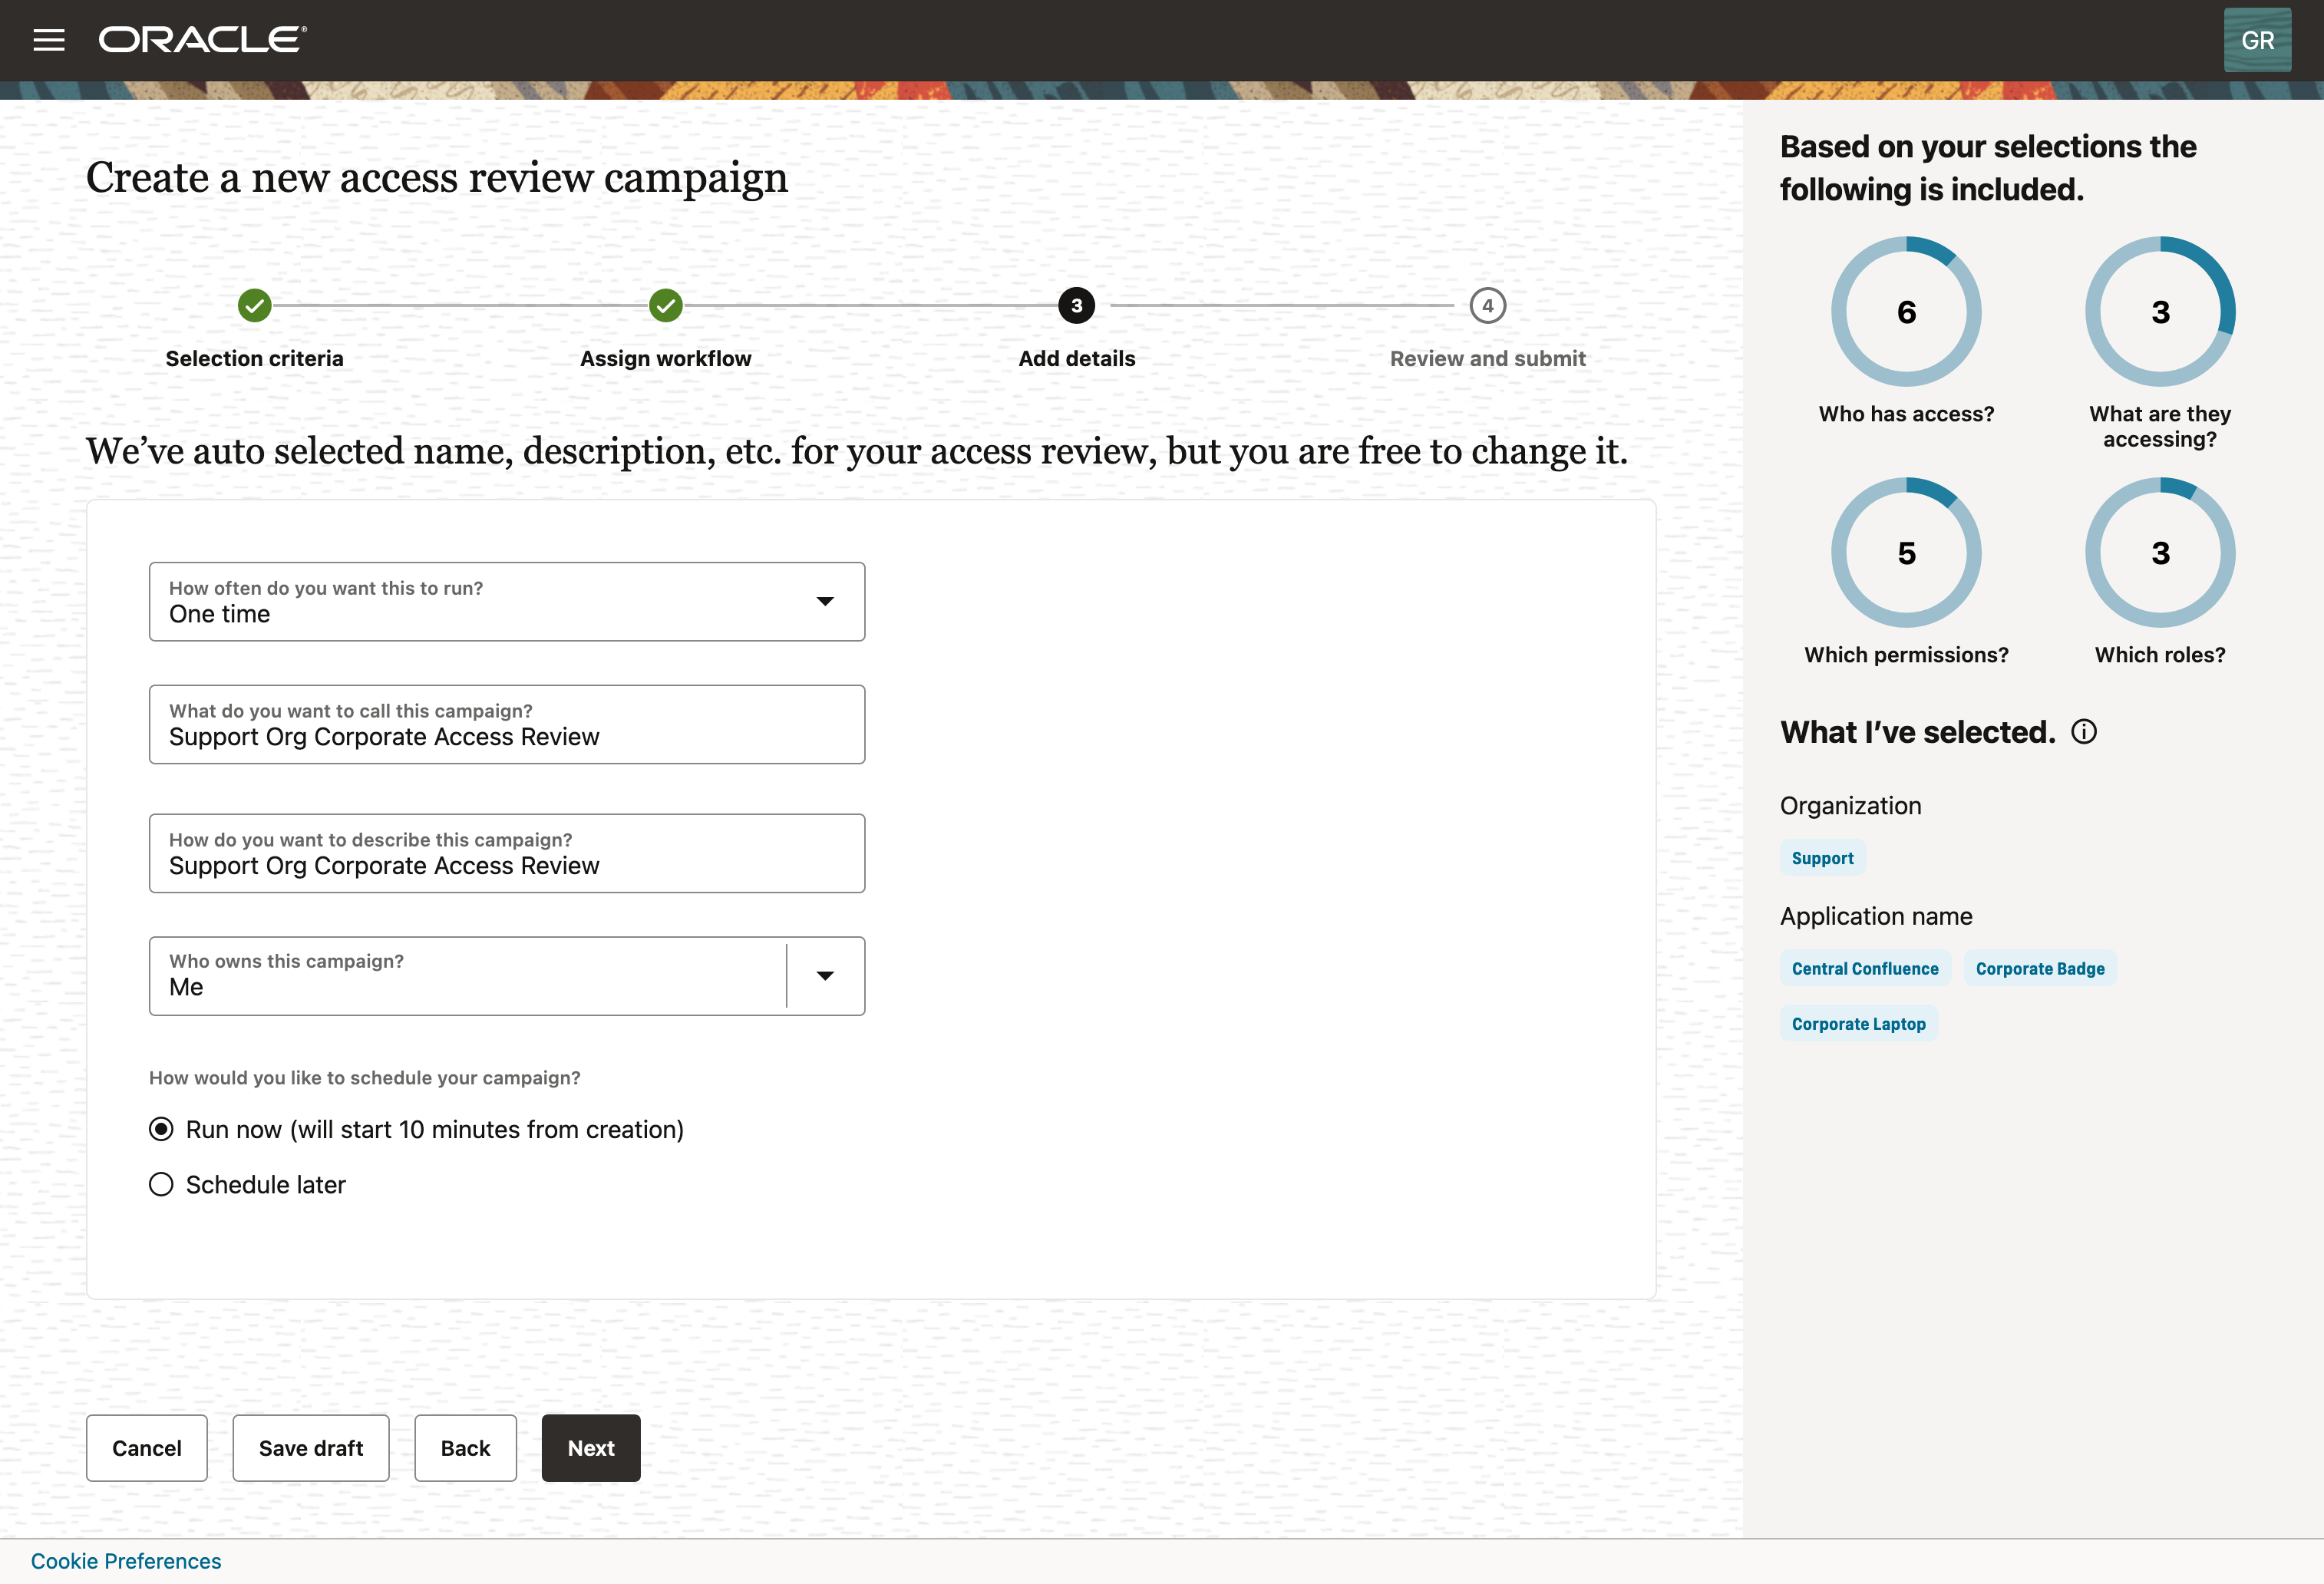 ORACLE®
GR
Create a new access review campaign
Selection criteria
Assign workflow
3
Add details
4
Review and submit
We’ve auto selected name, description, etc. for your access review, but you are free to change it.
How often do you want this to run?
One time
What do you want to call this campaign?
Support Org Corporate Access Review
How do you want to describe this campaign?
Support Org Corporate Access Review
Who owns this campaign?
Me
How would you like to schedule your campaign?
Run now (will start 10 minutes from creation)
Schedule later
Cancel
Save draft
Back
Next
Based on your selections the
following is included.
6
Who has access?
3
What are they
accessing?
5
Which permissions?
3
Which roles?
What I’ve selected.
Organization
Support
Application name
Central Confluence
Corporate Badge
Corporate Laptop
Cookie Preferences